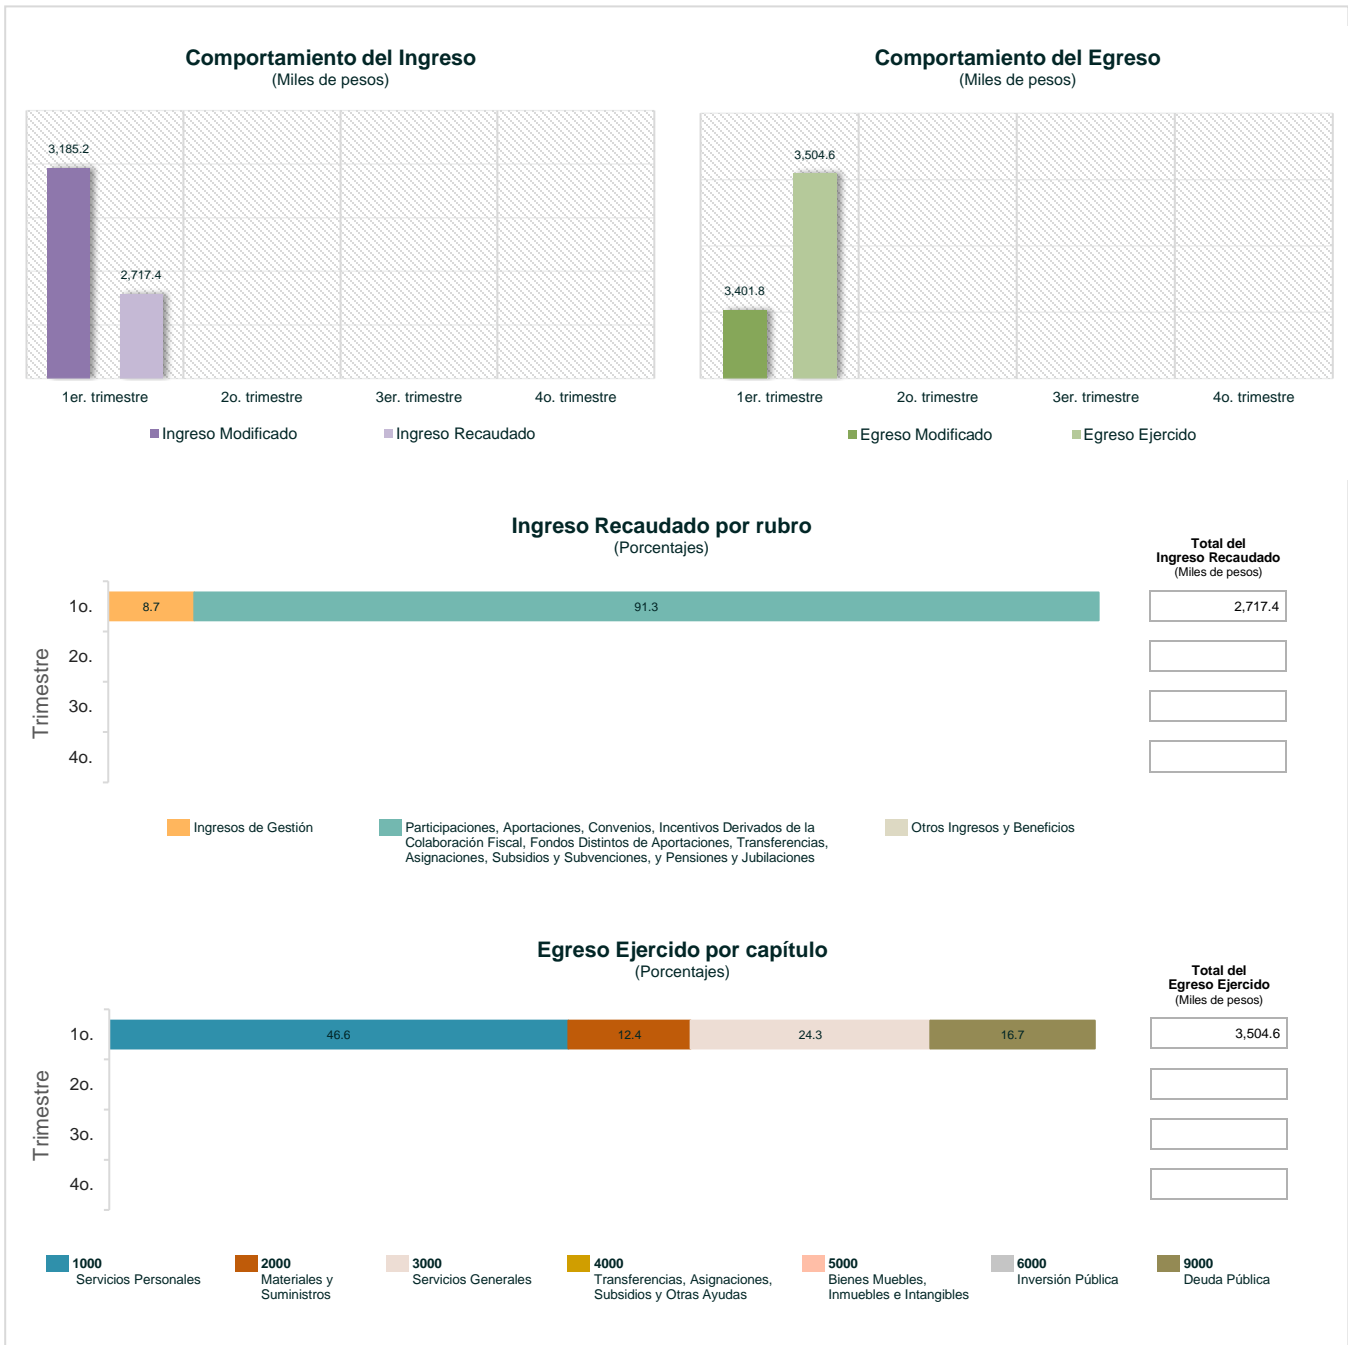 Comportamiento del Ingreso
(Miles de pesos)
3,185.2
2,717.4
1er. trimestre
2o. trimestre
3er. trimestre
4o. trimestre
Ingreso Modificado
Ingreso Recaudado
Comportamiento del Egreso
(Miles de pesos)
3,401.8
3,504.6
1er. trimestre
2o. trimestre
3er. trimestre
4o. trimestre
Egreso Modificado
Egreso Ejercido
Ingreso Recaudado por rubro
(Porcentajes)
Total del
Ingreso Recaudado
(Miles de pesos)
Trimestre
1o.
8.7
91.3
2,717.4
2o.
3o.
4o.
Ingresos de Gestión
Participaciones, Aportaciones, Convenios, Incentivos Derivados de la
Colaboración Fiscal, Fondos Distintos de Aportaciones, Transferencias,
Asignaciones, Subsidios y Subvenciones, y Pensiones y Jubilaciones
Otros Ingresos y Beneficios
Egreso Ejercido por capítulo
(Porcentajes)
Total del
Egreso Ejercido
(Miles de pesos)
Trimestre
1o.
46.6
12.4
24.3
16.7
3,504.6
2o.
3o.
4o.
1000
Servicios Personales
2000
Materiales y
Suministros
3000
Servicios Generales
4000
Transferencias, Asignaciones,
Subsidios y Otras Ayudas
5000
Bienes Muebles,
Inmuebles e Intangibles
6000
Inversión Pública
9000
Deuda Pública